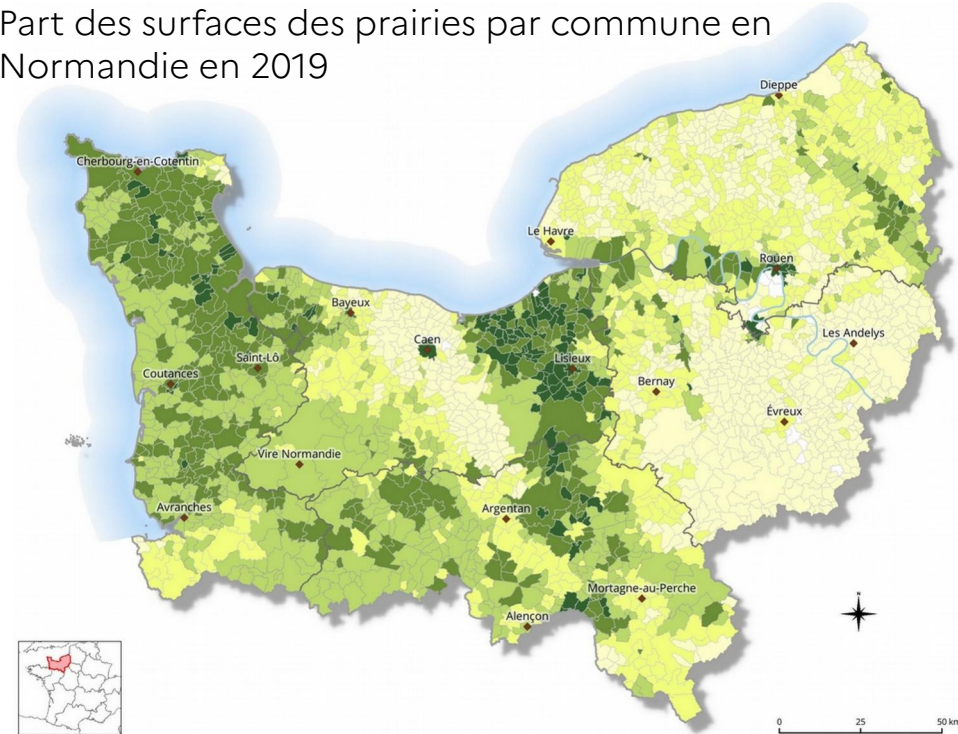 Part des surfaces des prairies par commune en
Normandie en 2019
Dieppe
Cherbourg-en-Cotentin
Le Havre
Rouen
Bayeux
Caen
Les Andelys
Saint-Lô
Lisieux
Coutances
Bernay
Évreux
Vire Normandie
Avranches
Argentan
Mortagne-au-Perche
N
Alençon
0 25 50 km